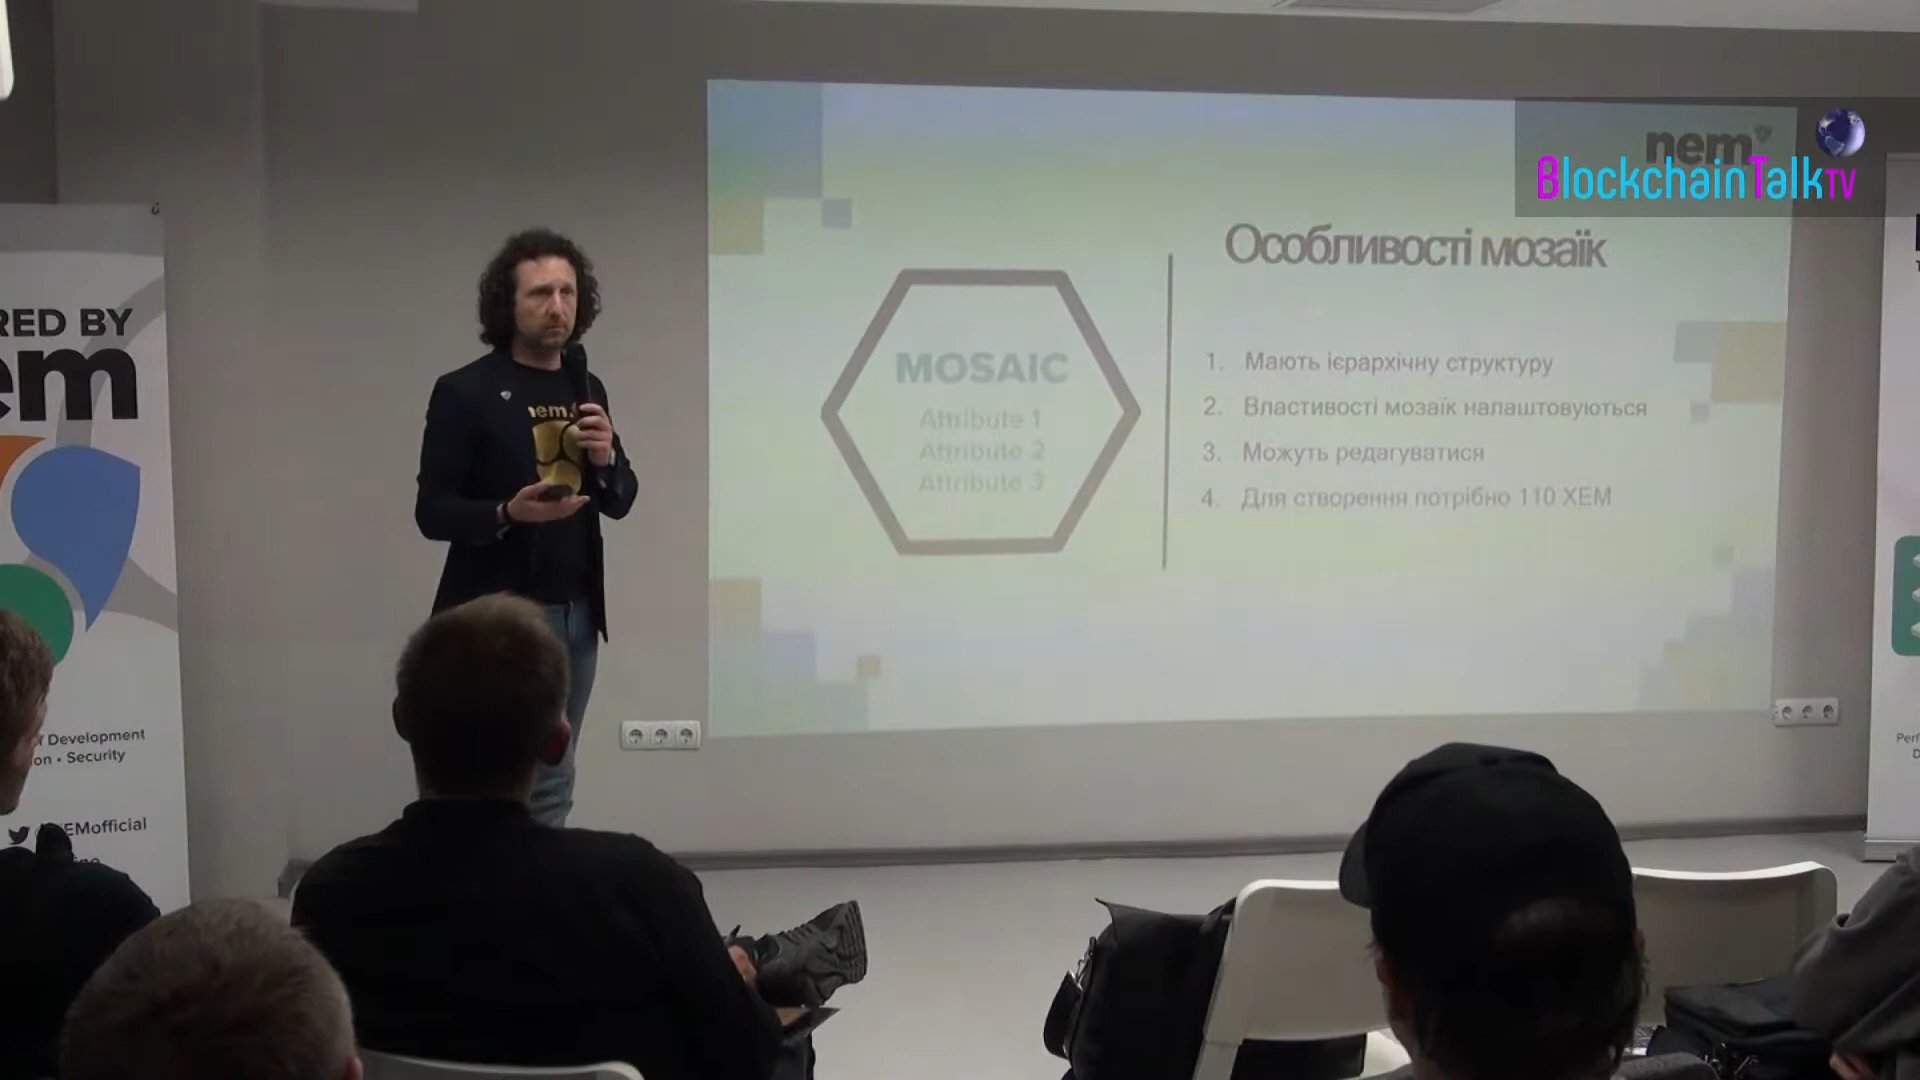 nem
BlockchainTalkTV
Особливості мозаїк
MOSAIC
Attribute 1
Attribute 2
Attribute 3
1. Мають ієрархічну структуру
2. Властивості мозаїк налаштовуються
3. Можуть редагуватися
4. Для створення потрібно 110 XEM
RED BY
em
nem.
Development
on • Security
EMofficial